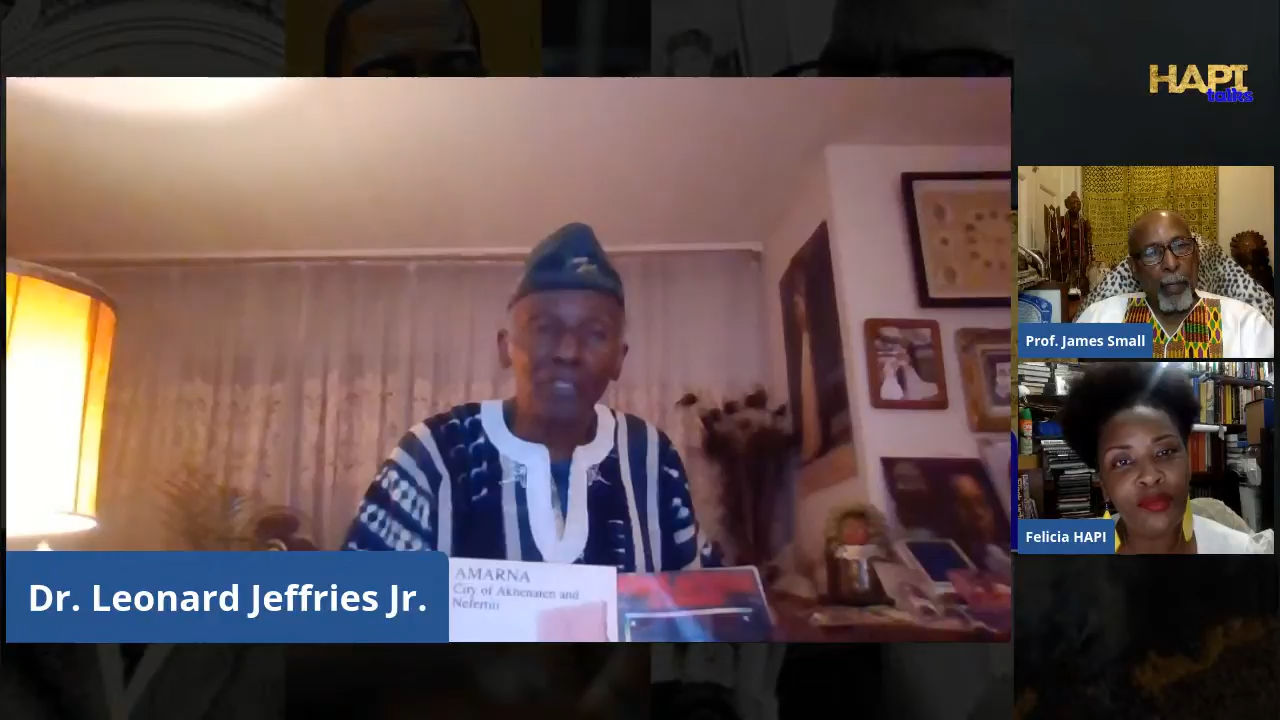 HAPI
talks
Prof. James Small
Felicia HAPI
AMARNA
City of Akhenaten and
Nefertiti
Dr. Leonard Jeffries Jr.